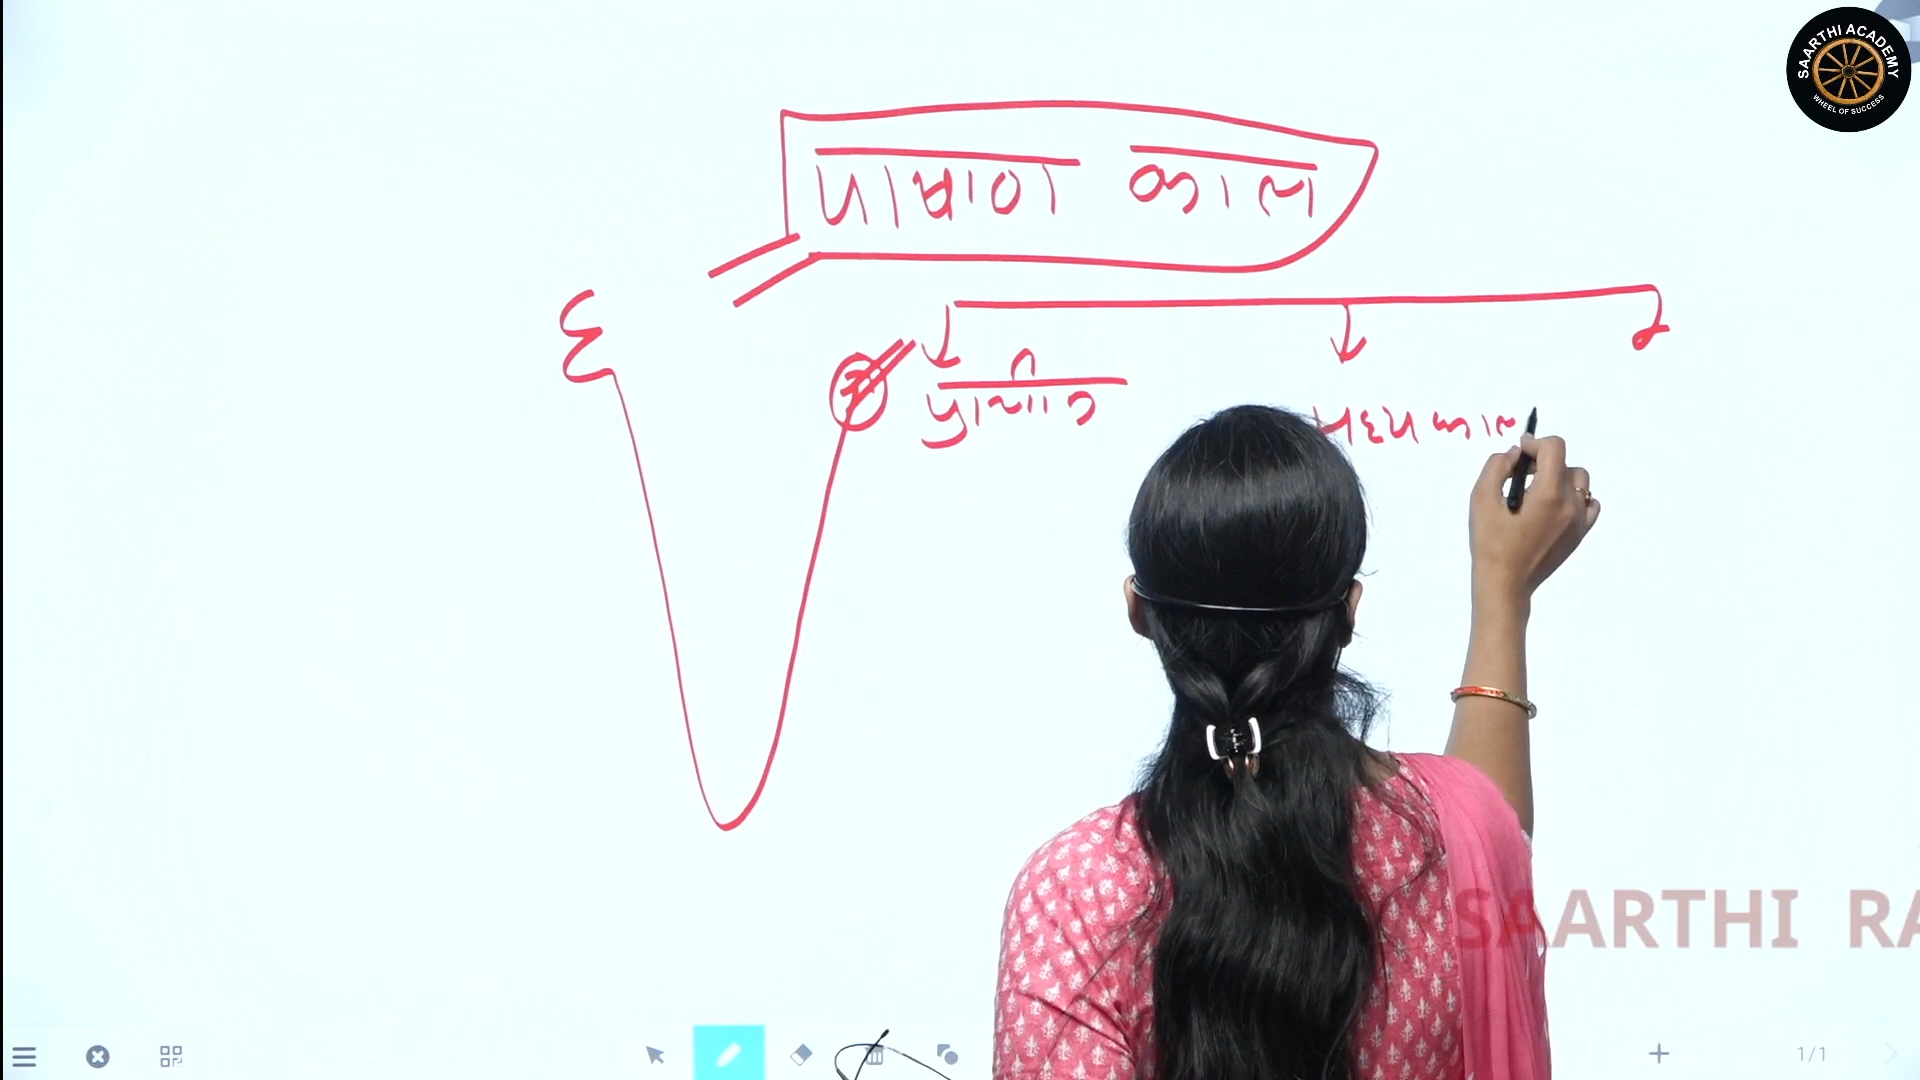 SAARTHI ACADEMY
WHEEL OF SUCCESS
पाषाण काल
प्राचीन
मध्यकाल
SAARTHI RA
1/1